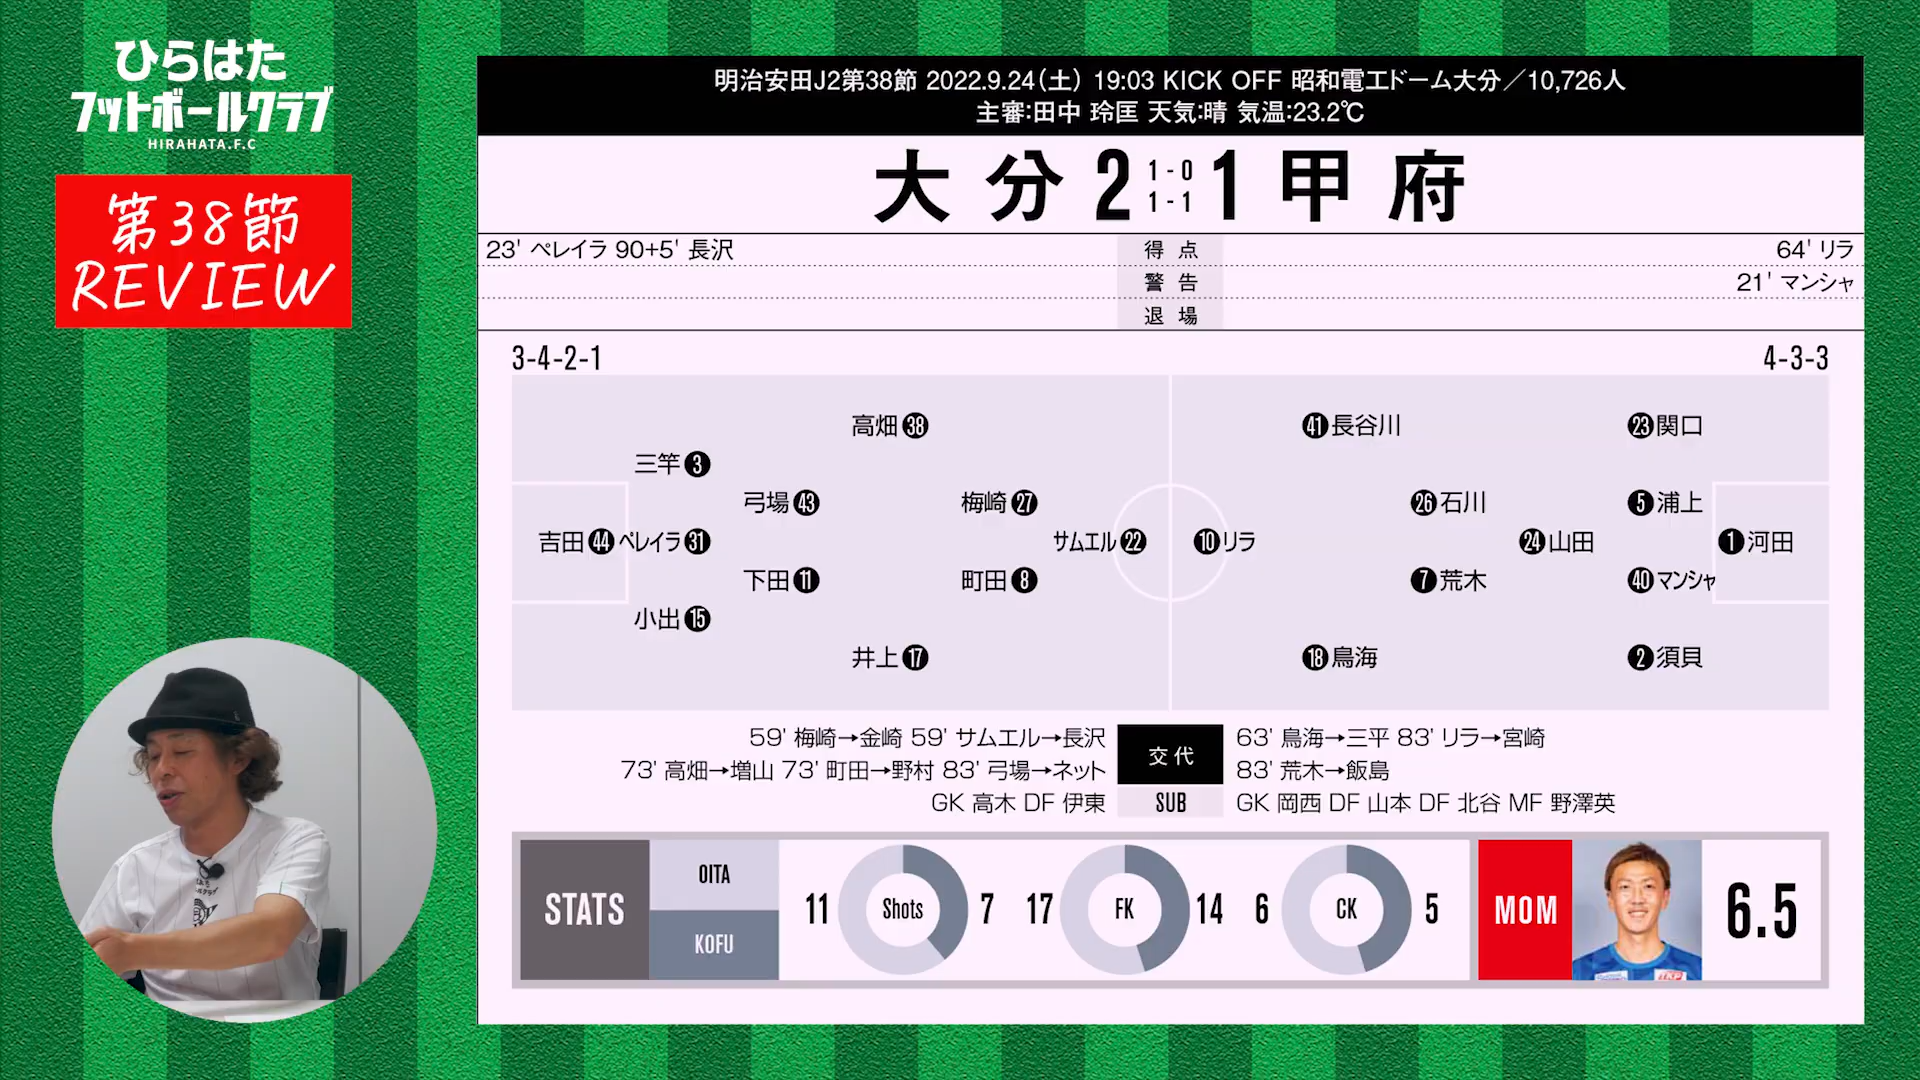 ひらはた
フットボールクラブ
HIRAHATA.F.C
第38節
REVIEW
明治安田J2第38節 2022.9.24(土) 19:03 KICK OFF 昭和電工ドーム大分／10,726人
主審:田中 玲匡 天気:晴 気温:23.2℃
大分 2 1-0 1 甲府
1-1
23' ペレイラ 90+5' 長沢 得点 64' リラ
警告 21' マンシャ
退場
3-4-2-1 4-3-3
高畑 38 41 長谷川 23 関口
三竿 3
弓場 43 梅崎 27 26 石川 5 浦上
吉田 44 ペレイラ 31 サムエル 22 10 リラ 24 山田 1 河田
下田 11 町田 8 7 荒木 40 マンシャ
小出 15
井上 17 18 鳥海 2 須貝
59' 梅崎→金崎 59' サムエル→長沢 交代 63' 鳥海→三平 83' リラ→宮崎
73' 高畑→増山 73' 町田→野村 83' 弓場→ネット 83' 荒木→飯島
GK 高木 DF 伊東 SUB GK 岡西 DF 山本 DF 北谷 MF 野澤英
STATS OITA KOFU 11 Shots 7 17 FK 14 6 CK 5 MOM 6.5